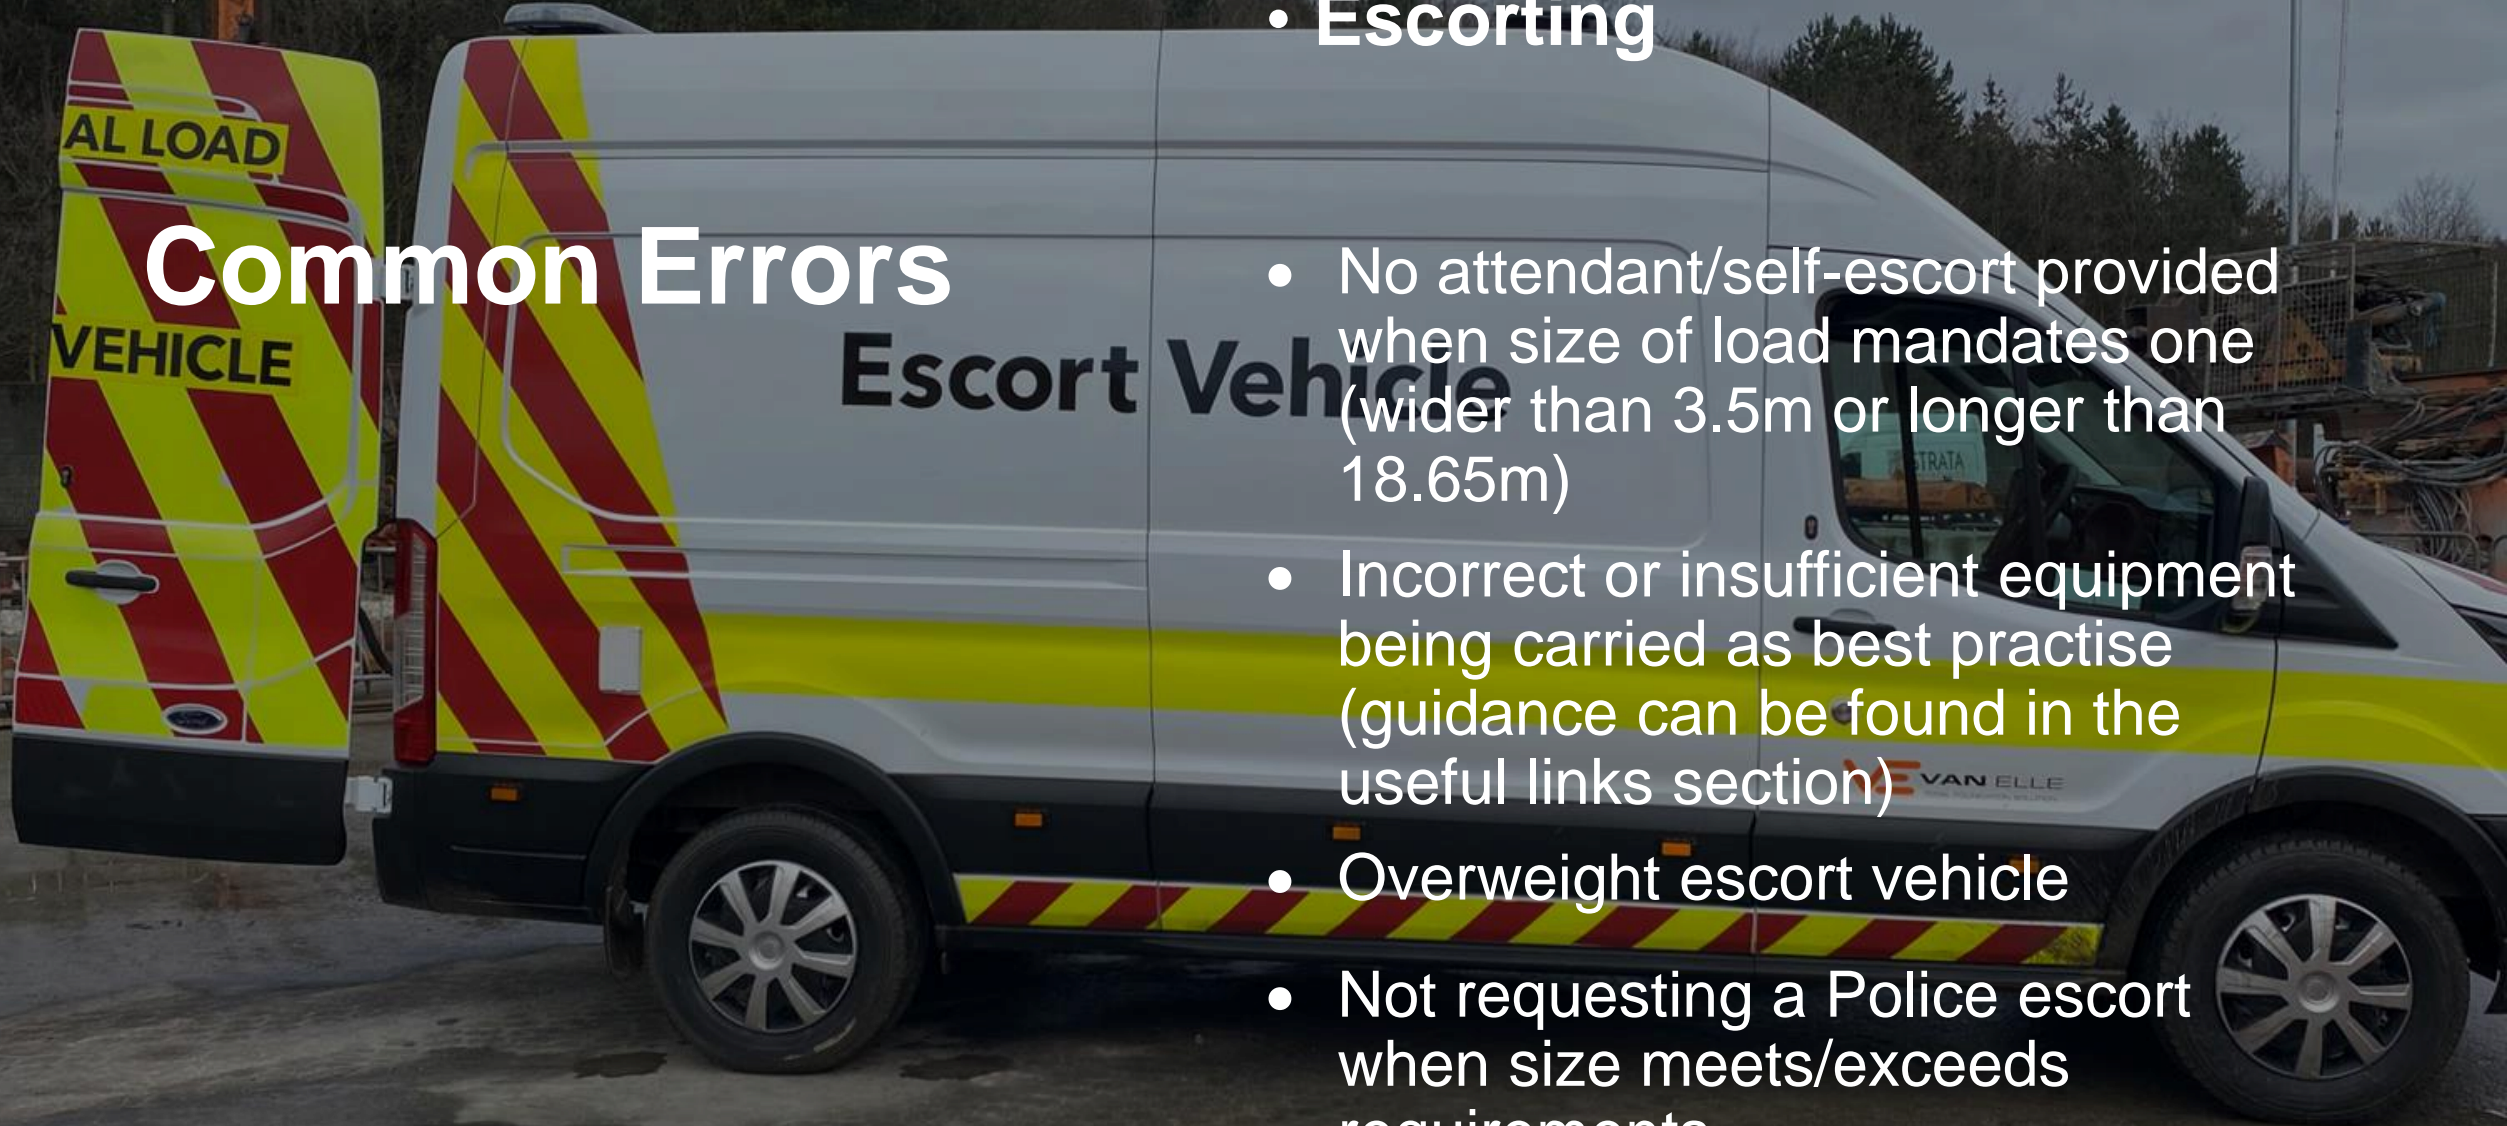 • Escorting
Common Errors
• No attendant/self-escort provided
when size of load mandates one
(wider than 3.5m or longer than
18.65m)
• Incorrect or insufficient equipment
being carried as best practise
(guidance can be found in the
useful links section)
• Overweight escort vehicle
• Not requesting a Police escort
when size meets/exceeds
requirements
AL LOAD
VEHICLE
Escort Vehicle
STRATA
VAN ELLE
Ford